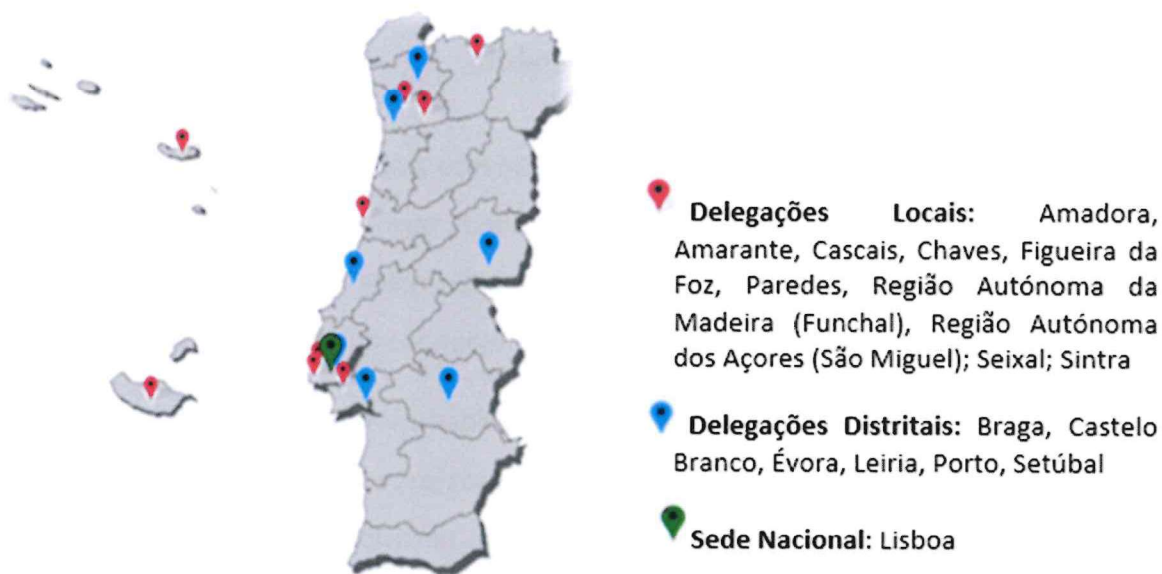 Delegações Locais: Amadora,
Amarante, Cascais, Chaves, Figueira da
Foz, Paredes, Região Autónoma da
Madeira (Funchal), Região Autónoma
dos Açores (São Miguel); Seixal; Sintra
Delegações Distritais: Braga, Castelo
Branco, Évora, Leiria, Porto, Setúbal
Sede Nacional: Lisboa